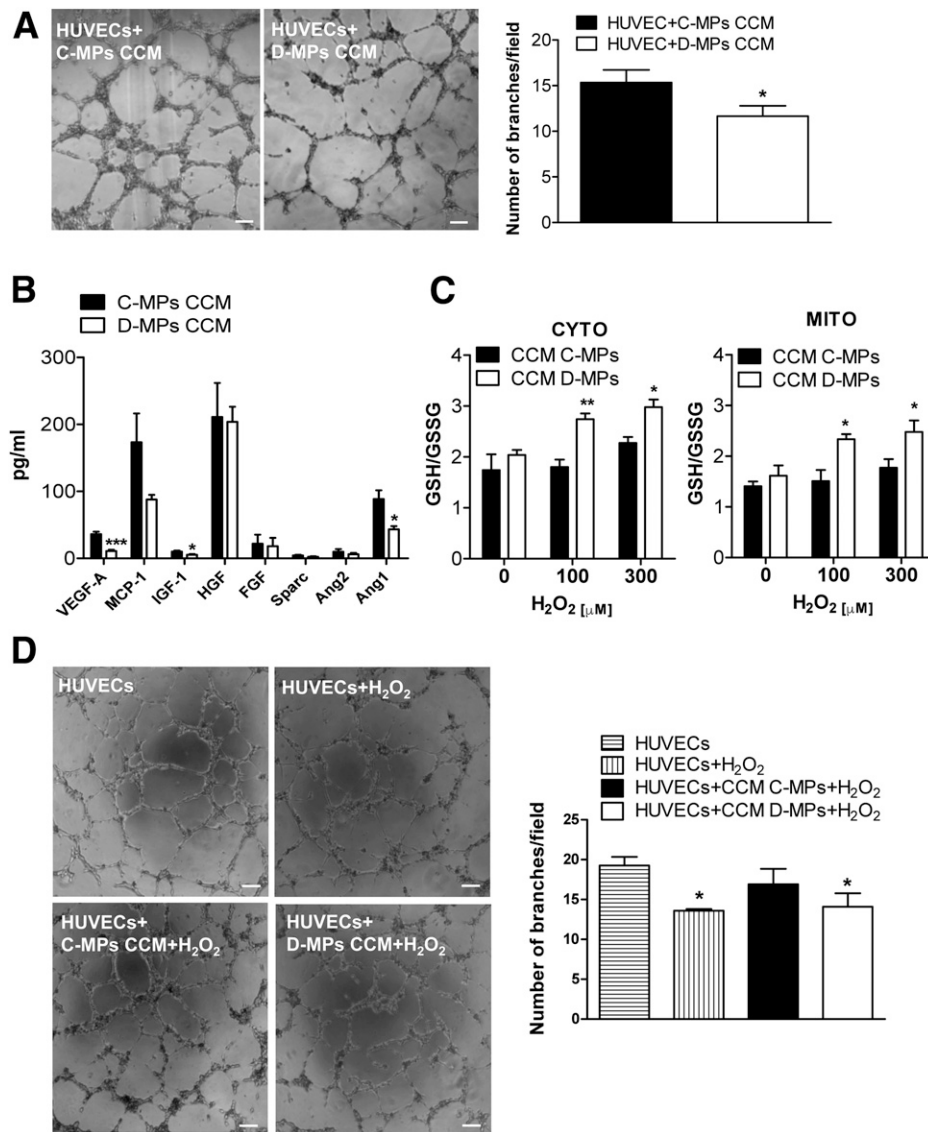 A
HUVECs+
C-MPs CCM
HUVECs+
D-MPs CCM
HUVEC+C-MPs CCM
HUVEC+D-MPs CCM
Number of branches/field
20
15
10
5
0
*
B
C-MPs CCM
D-MPs CCM
pg/ml
300
200
100
0
***
*
*
VEGF-A
MCP-1
IGF-1
HGF
FGF
Sparc
Ang2
Ang1
C
CYTO
CCM C-MPs
CCM D-MPs
GSH/GSSG
4
3
2
1
0
**
*
0 100 300
H₂O₂ [μM]
MITO
CCM C-MPs
CCM D-MPs
GSH/GSSG
4
3
2
1
0
*
*
0 100 300
H₂O₂ [μM]
D
HUVECs
HUVECs+H₂O₂
HUVECs+
C-MPs CCM+H₂O₂
HUVECs+
D-MPs CCM+H₂O₂
HUVECs
HUVECs+H₂O₂
HUVECs+CCM C-MPs+H₂O₂
HUVECs+CCM D-MPs+H₂O₂
Number of branches/field
25
20
15
10
5
0
*
*